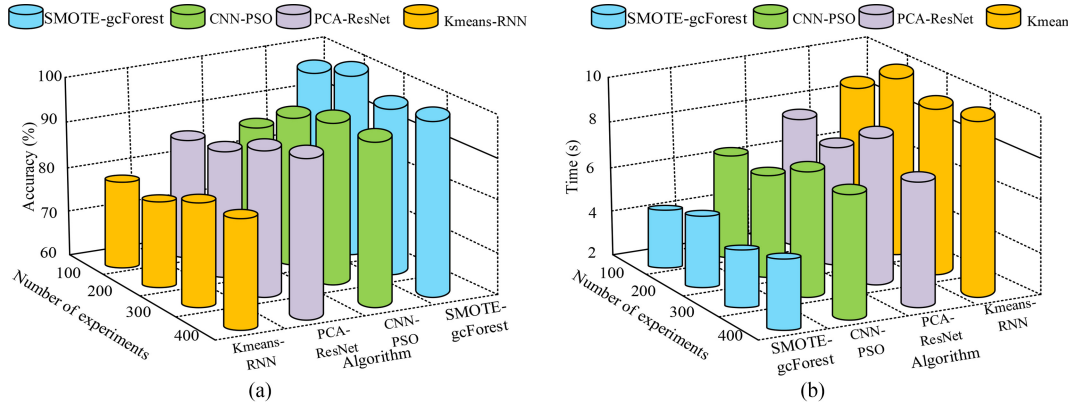 SMOTE-gcForest CNN-PSO PCA-ResNet Kmeans-RNN
100
90
80
70
60
Accuracy (%)
100
200
300
400
Number of experiments
Kmeans-
RNN
PCA-
ResNet
CNN-
PSO
SMOTE-
gcForest
Algorithm
(a)
SMOTE-gcForest CNN-PSO PCA-ResNet Kmean
10
8
6
4
2
Time (s)
100
200
300
400
Number of experiments
SMOTE-
gcForest
CNN-
PSO
PCA-
ResNet
Kmeans-
RNN
Algorithm
(b)